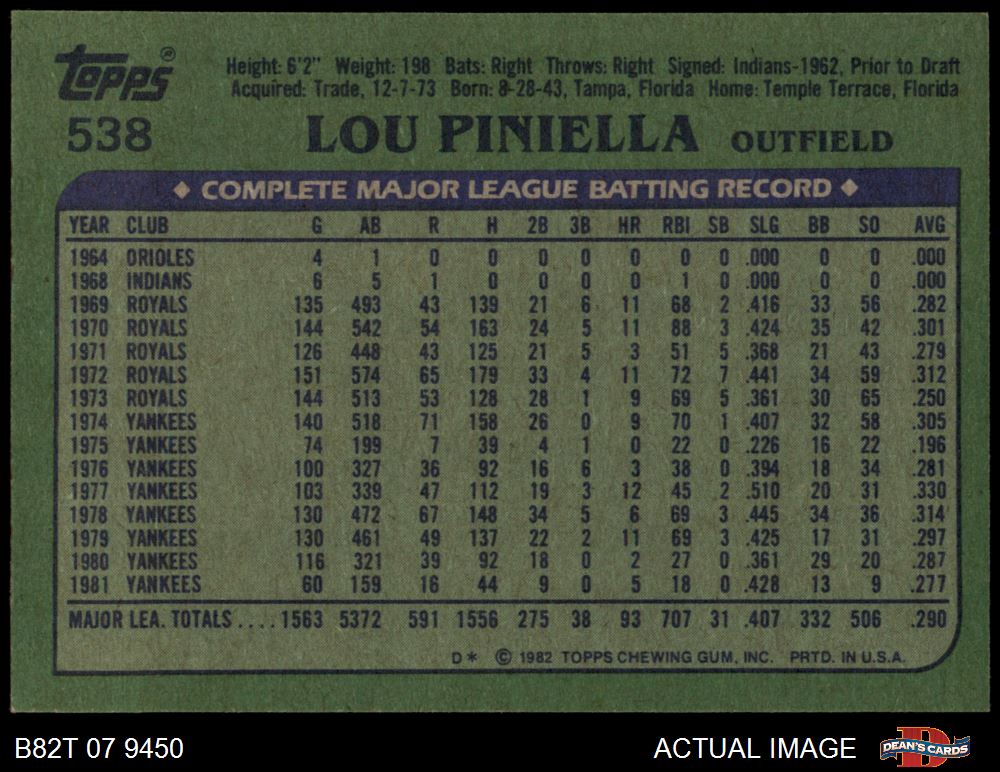 Topps®
Height: 6'2" Weight: 198 Bats: Right Throws: Right Signed: Indians-1962, Prior to Draft
Acquired: Trade, 12-7-73 Born: 8-28-43, Tampa, Florida Home: Temple Terrace, Florida
538 LOU PINIELLA OUTFIELD
◆ COMPLETE MAJOR LEAGUE BATTING RECORD ◆
YEAR CLUB G AB R H 2B 3B HR RBI SB SLG BB SO AVG
1964 ORIOLES 4 1 0 0 0 0 0 0 0 .000 0 0 .000
1968 INDIANS 6 5 1 0 0 0 0 1 0 .000 0 0 .000
1969 ROYALS 135 493 43 139 21 6 11 68 2 .416 33 56 .282
1970 ROYALS 144 542 54 163 24 5 11 88 3 .424 35 42 .301
1971 ROYALS 126 448 43 125 21 5 3 51 5 .368 21 43 .279
1972 ROYALS 151 574 65 179 33 4 11 72 7 .441 34 59 .312
1973 ROYALS 144 513 53 128 28 1 9 69 5 .361 30 65 .250
1974 YANKEES 140 518 71 158 26 0 9 70 1 .407 32 58 .305
1975 YANKEES 74 199 7 39 4 1 0 22 0 .226 16 22 .196
1976 YANKEES 100 327 36 92 16 6 3 38 0 .394 18 34 .281
1977 YANKEES 103 339 47 112 19 3 12 45 2 .510 20 31 .330
1978 YANKEES 130 472 67 148 34 5 6 69 3 .445 34 36 .314
1979 YANKEES 130 461 49 137 22 2 11 69 3 .425 17 31 .297
1980 YANKEES 116 321 39 92 18 0 2 27 0 .361 29 20 .287
1981 YANKEES 60 159 16 44 9 0 5 18 0 .428 13 9 .277
MAJOR LEA. TOTALS .... 1563 5372 591 1556 275 38 93 707 31 .407 332 506 .290
D* © 1982 TOPPS CHEWING GUM, INC. PRTD. IN U.S.A.
B82T 07 9450 ACTUAL IMAGE DEAN'S CARDS